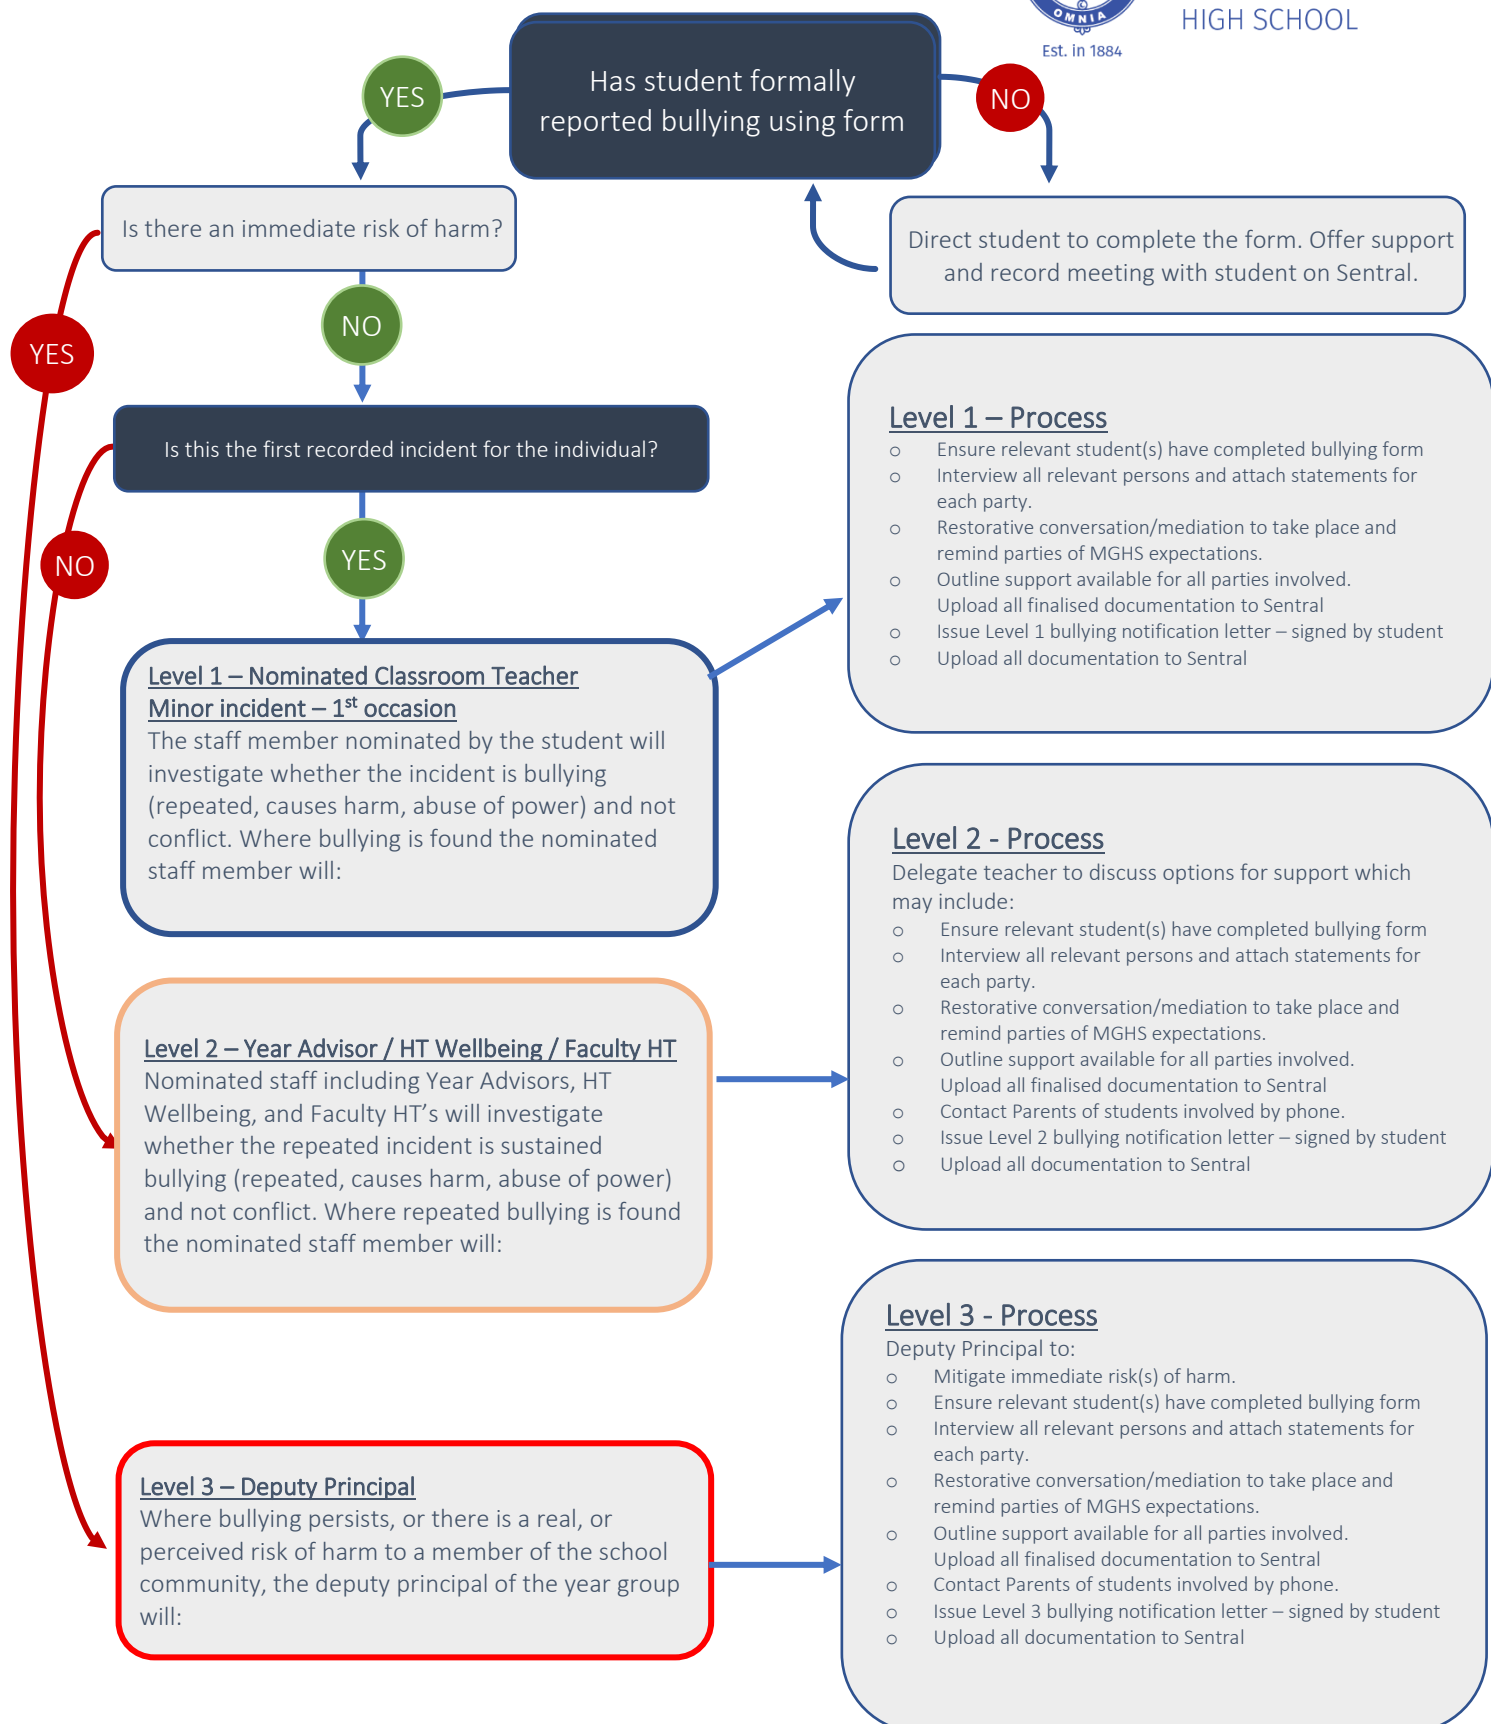 OMNIA
Est. in 1884
HIGH SCHOOL
Has student formally
reported bullying using form
YES
NO
Is there an immediate risk of harm?
Direct student to complete the form. Offer support
and record meeting with student on Sentral.
YES
NO
Is this the first recorded incident for the individual?
NO
YES
Level 1 – Nominated Classroom Teacher
Minor incident – 1st occasion
The staff member nominated by the student will
investigate whether the incident is bullying
(repeated, causes harm, abuse of power) and not
conflict. Where bullying is found the nominated
staff member will:
Level 1 – Process
o Ensure relevant student(s) have completed bullying form
o Interview all relevant persons and attach statements for
each party.
o Restorative conversation/mediation to take place and
remind parties of MGHS expectations.
o Outline support available for all parties involved.
Upload all finalised documentation to Sentral
o Issue Level 1 bullying notification letter – signed by student
o Upload all documentation to Sentral
Level 2 – Year Advisor / HT Wellbeing / Faculty HT
Nominated staff including Year Advisors, HT
Wellbeing, and Faculty HT’s will investigate
whether the repeated incident is sustained
bullying (repeated, causes harm, abuse of power)
and not conflict. Where repeated bullying is found
the nominated staff member will:
Level 2 - Process
Delegate teacher to discuss options for support which
may include:
o Ensure relevant student(s) have completed bullying form
o Interview all relevant persons and attach statements for
each party.
o Restorative conversation/mediation to take place and
remind parties of MGHS expectations.
o Outline support available for all parties involved.
Upload all finalised documentation to Sentral
o Contact Parents of students involved by phone.
o Issue Level 2 bullying notification letter – signed by student
o Upload all documentation to Sentral
Level 3 – Deputy Principal
Where bullying persists, or there is a real, or
perceived risk of harm to a member of the school
community, the deputy principal of the year group
will:
Level 3 - Process
Deputy Principal to:
o Mitigate immediate risk(s) of harm.
o Ensure relevant student(s) have completed bullying form
o Interview all relevant persons and attach statements for
each party.
o Restorative conversation/mediation to take place and
remind parties of MGHS expectations.
o Outline support available for all parties involved.
Upload all finalised documentation to Sentral
o Contact Parents of students involved by phone.
o Issue Level 3 bullying notification letter – signed by student
o Upload all documentation to Sentral